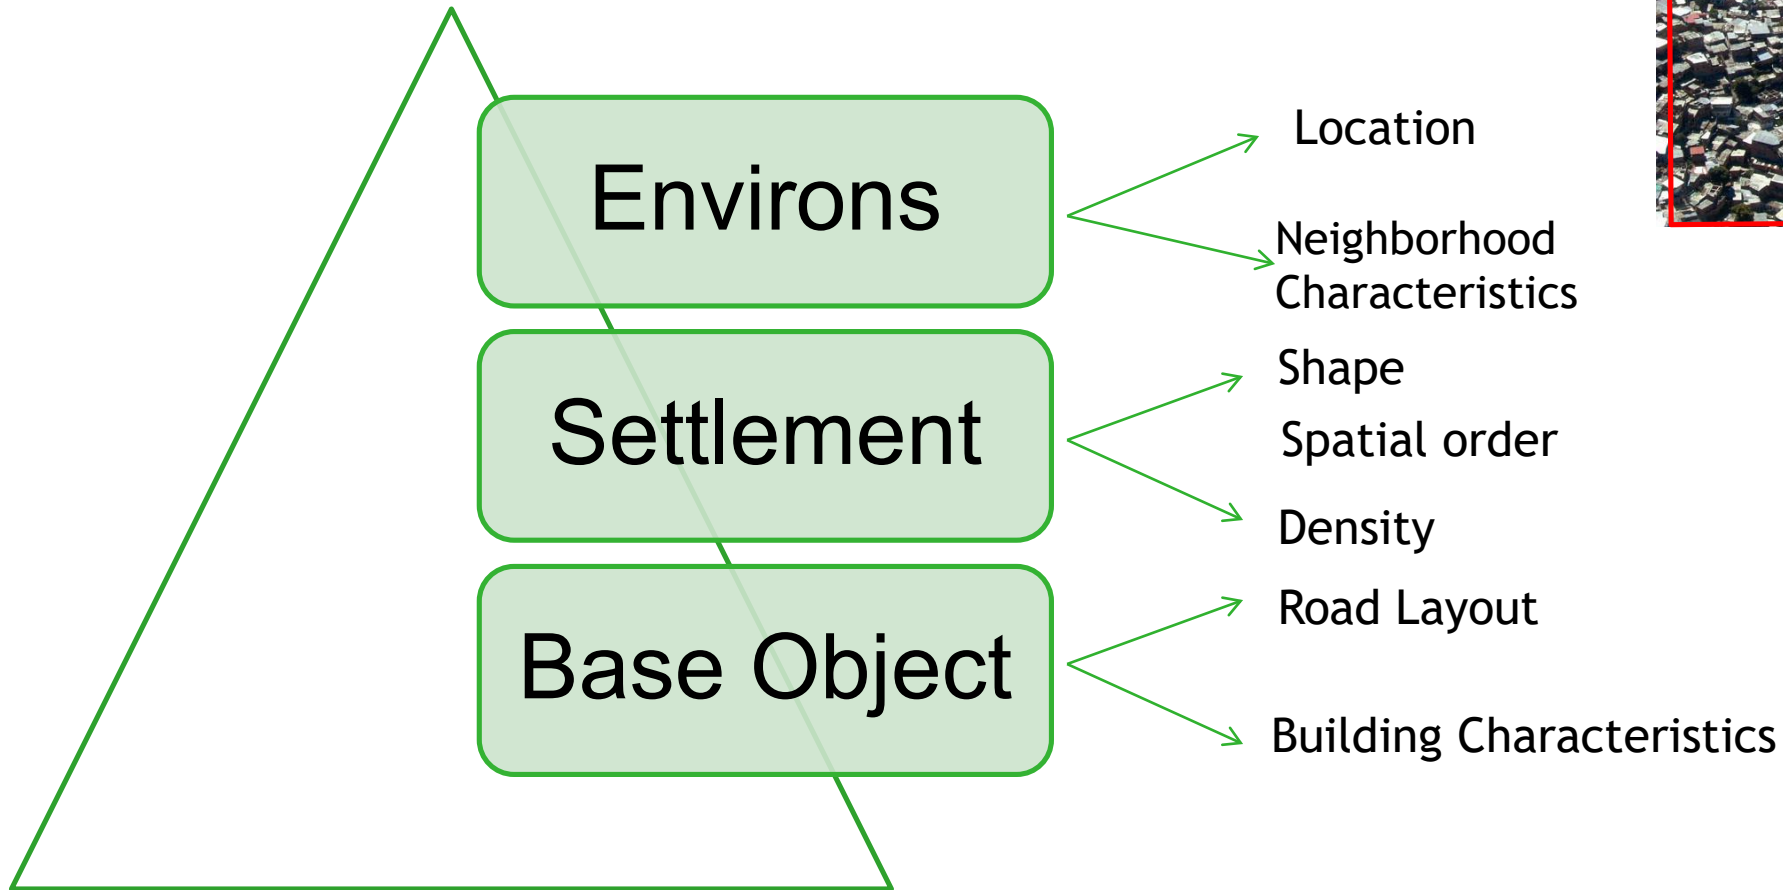 Environs
Location
Neighborhood
Characteristics
Settlement
Shape
Spatial order
Density
Base Object
Road Layout
Building Characteristics